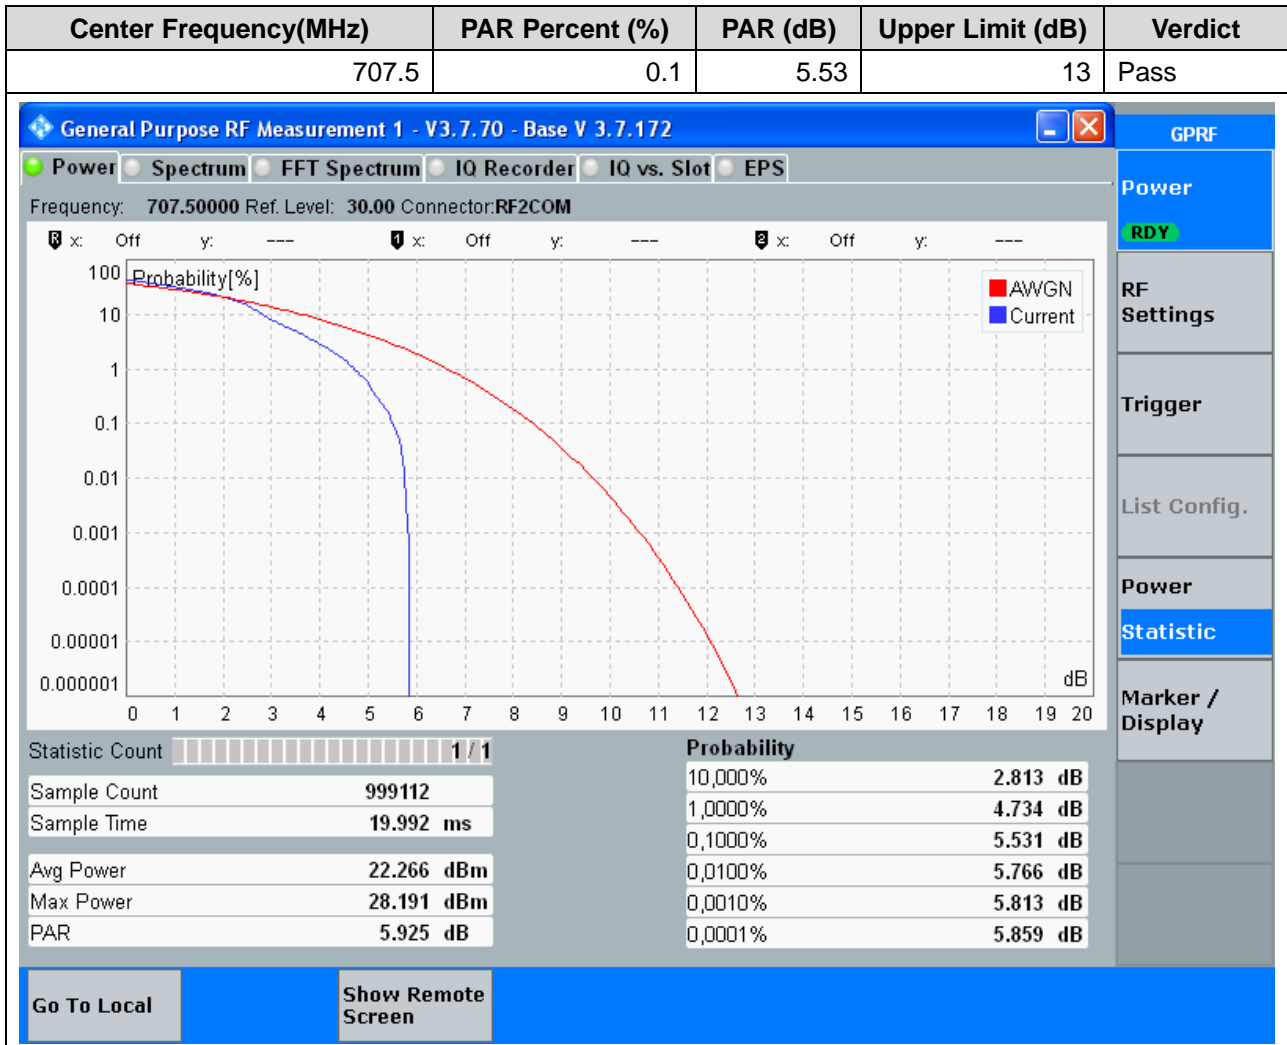 Center Frequency(MHz) PAR Percent (%) PAR (dB) Upper Limit (dB) Verdict
707.5 0.1 5.53 13 Pass
General Purpose RF Measurement 1 - V3.7.70 - Base V 3.7.172
GPRF
Power Spectrum FFT Spectrum IQ Recorder IQ vs. Slot EPS
Power
RDY
Frequency: 707.50000 Ref. Level: 30.00 Connector:RF2COM
R x: Off y: --- 1 x: Off y: --- 2 x: Off y: ---
Probability[%]
AWGN
Current
100
10
1
0.1
0.01
0.001
0.0001
0.00001
0.000001
dB
0 1 2 3 4 5 6 7 8 9 10 11 12 13 14 15 16 17 18 19 20
RF
Settings
Trigger
List Config.
Power
Statistic
Marker /
Display
Statistic Count 1 / 1
Sample Count 999112
Sample Time 19.992 ms
Avg Power 22.266 dBm
Max Power 28.191 dBm
PAR 5.925 dB
Probability
10,000% 2.813 dB
1,0000% 4.734 dB
0,1000% 5.531 dB
0,0100% 5.766 dB
0,0010% 5.813 dB
0,0001% 5.859 dB
Go To Local
Show Remote
Screen